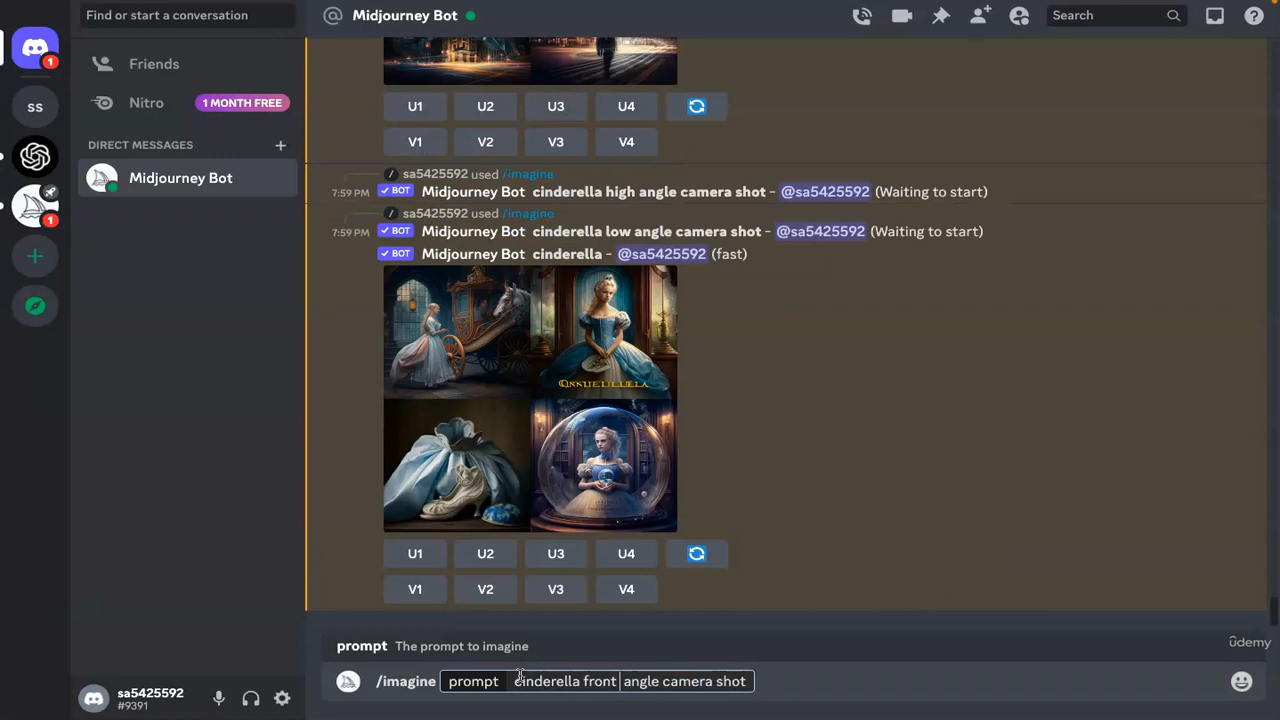 Find or start a conversation
Midjourney Bot
Search
1
Friends
SS
Nitro
1 MONTH FREE
DIRECT MESSAGES
Midjourney Bot
1
U1 U2 U3 U4
V1 V2 V3 V4
sa5425592 used /imagine
7:59 PM BOT Midjourney Bot cinderella high angle camera shot - @sa5425592 (Waiting to start)
sa5425592 used /imagine
7:59 PM BOT Midjourney Bot cinderella low angle camera shot - @sa5425592 (Waiting to start)
BOT Midjourney Bot cinderella - @sa5425592 (fast)
U1 U2 U3 U4
V1 V2 V3 V4
prompt The prompt to imagine
ûdemy
/imagine prompt cinderella front angle camera shot
sa5425592
#9391